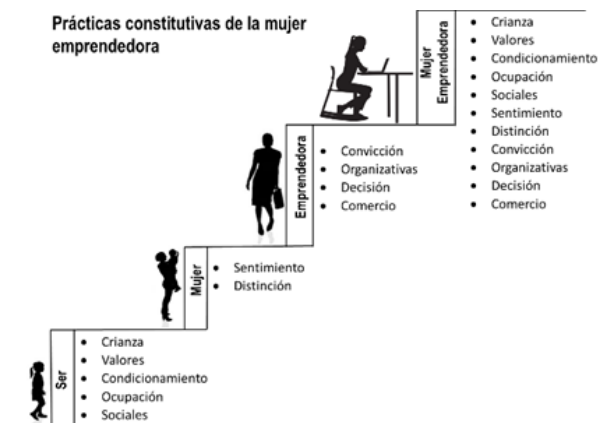 Prácticas constitutivas de la mujer
emprendedora
Mujer
Emprendedora
• Crianza
• Valores
• Condicionamiento
• Ocupación
• Sociales
• Sentimiento
• Distinción
• Convicción
• Organizativas
• Decisión
• Comercio
Emprendedora
• Convicción
• Organizativas
• Decisión
• Comercio
Mujer
• Sentimiento
• Distinción
Ser
• Crianza
• Valores
• Condicionamiento
• Ocupación
• Sociales